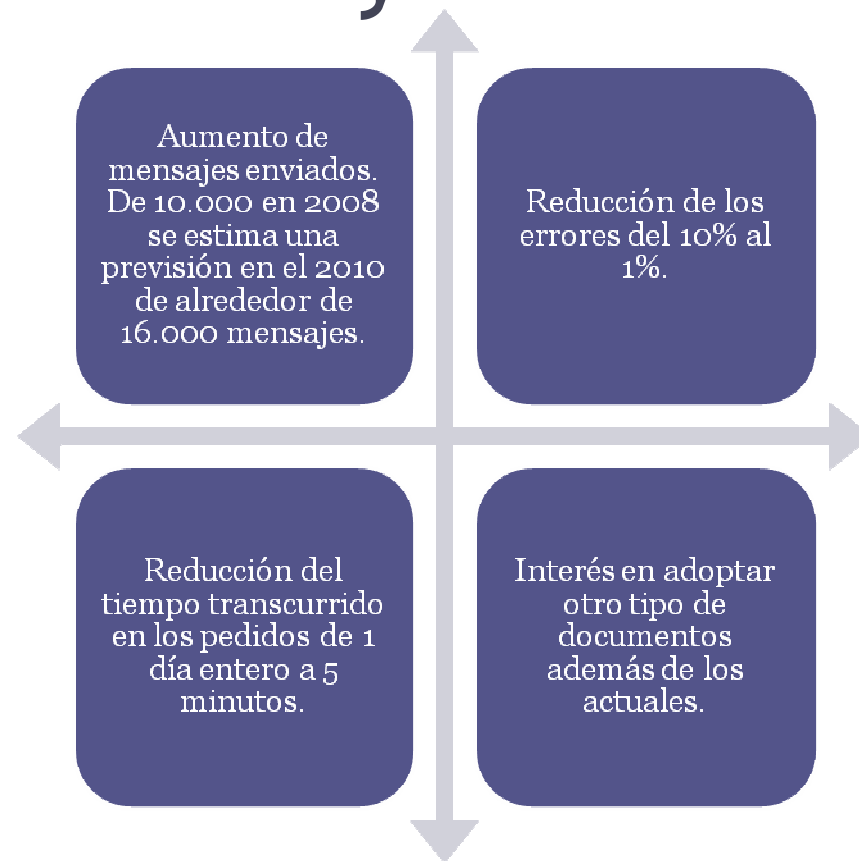 Aumento de
mensajes enviados.
De 10.000 en 2008
se estima una
previsión en el 2010
de alrededor de
16.000 mensajes.
Reducción de los
errores del 10% al
1%.
Reducción del
tiempo transcurrido
en los pedidos de 1
día entero a 5
minutos.
Interés en adoptar
otro tipo de
documentos
además de los
actuales.